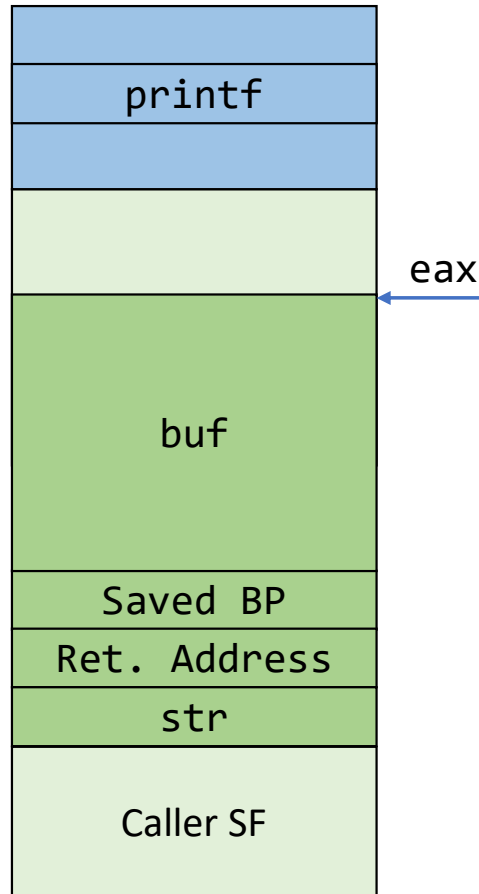 printf
eax
buf
Saved BP
Ret. Address
str
Caller SF